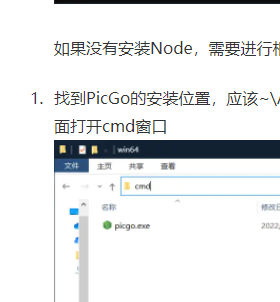 如果没有安装Node，需要进行
1. 找到PicGo的安装位置，应该~\
面打开cmd窗口
win64
文件 主页 共享 查看
cmd
名称 修改日
picgo.exe 2022,